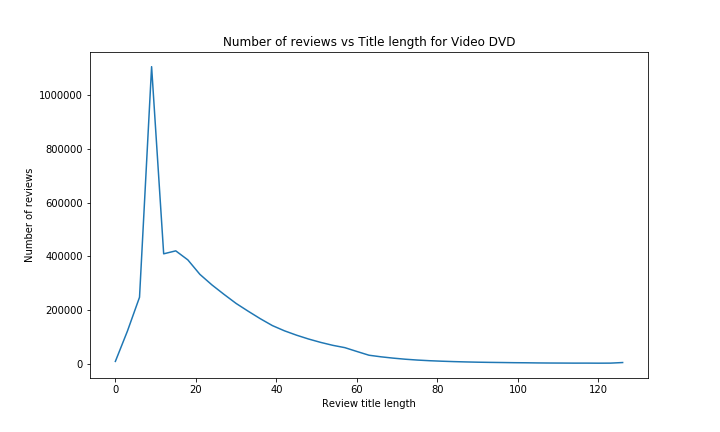 Number of reviews vs Title length for Video DVD
1000000
800000
600000
400000
200000
0
Number of reviews
0 20 40 60 80 100 120
Review title length